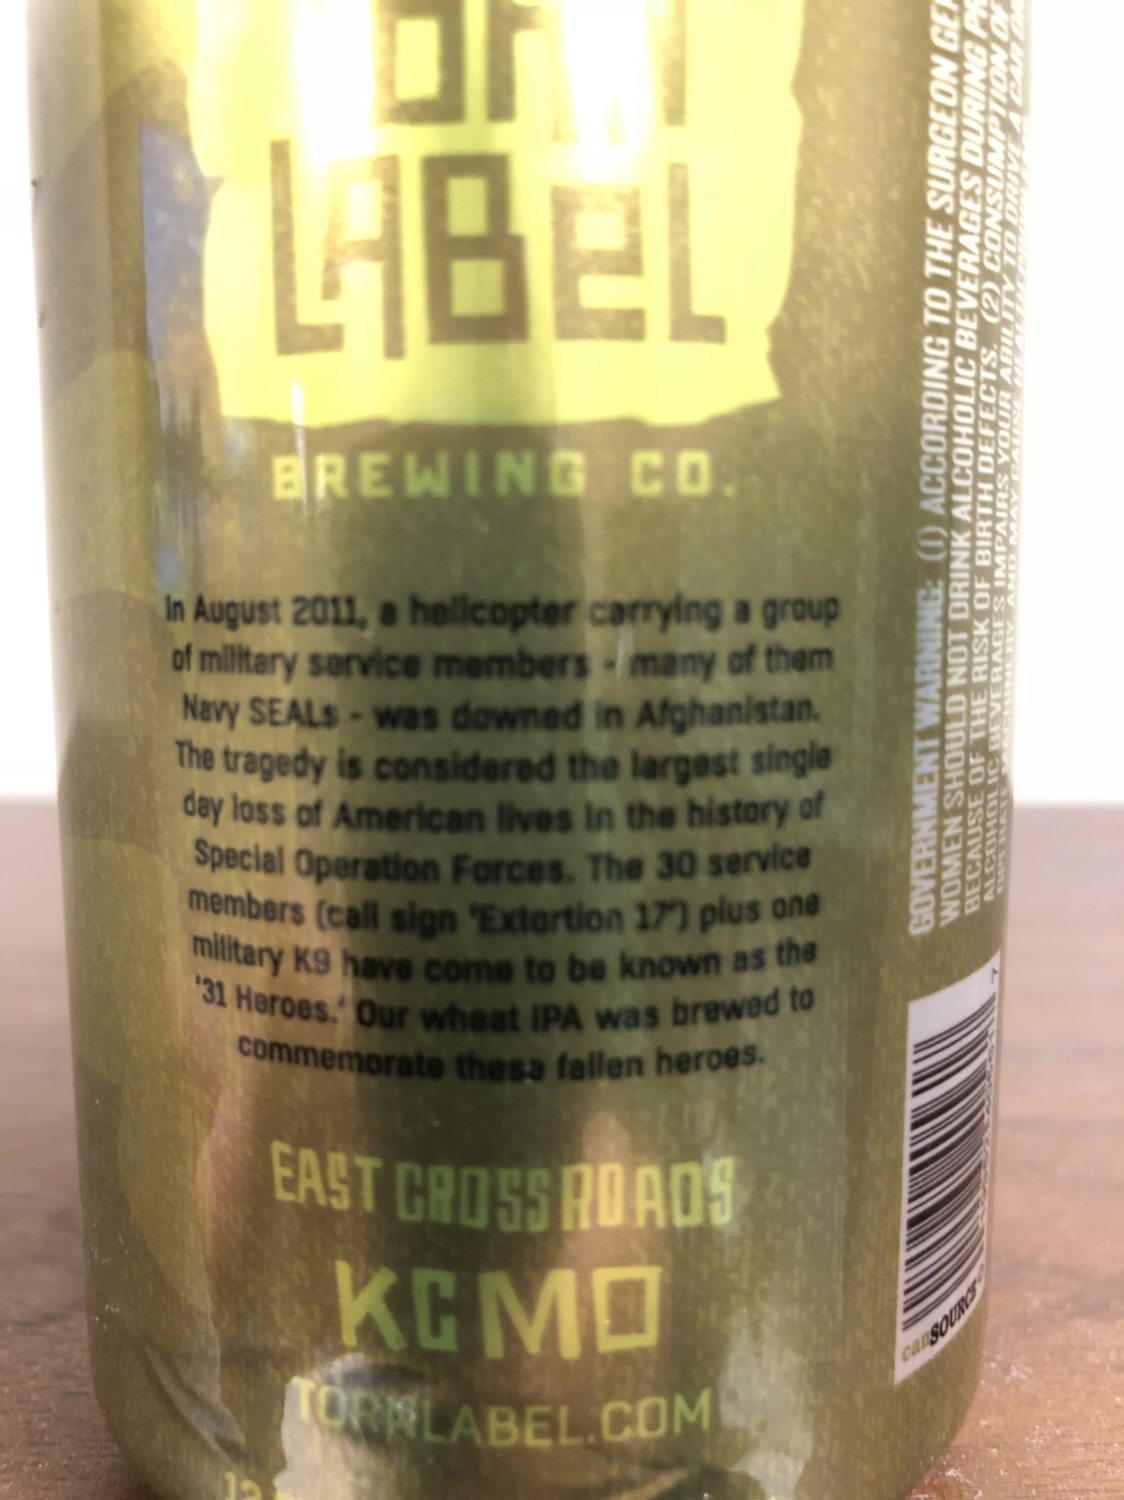 LABEL
BREWING CO.
In August 2011, a helicopter carrying a group
of military service members - many of them
Navy SEALs - was downed in Afghanistan.
The tragedy is considered the largest single
day loss of American lives in the history of
Special Operation Forces. The 30 service
members (call sign 'Extortion 17') plus one
military K9 have come to be known as the
'31 Heroes.' Our wheat IPA was brewed to
commemorate these fallen heroes.
EAST CROSSROADS
KCMO
TORNLABEL.COM
GOVERNMENT WARNING: (1) ACCORDING TO THE SURGEON
WOMEN SHOULD NOT DRINK ALCOHOLIC BEVERAGES DURING
BECAUSE OF THE RISK OF BIRTH DEFECTS. (2) CONSUMPTION OF
ALCOHOLIC BEVERAGES IMPAIRS YOUR ABILITY TO DRIVE A CAR OR
canSOURCE